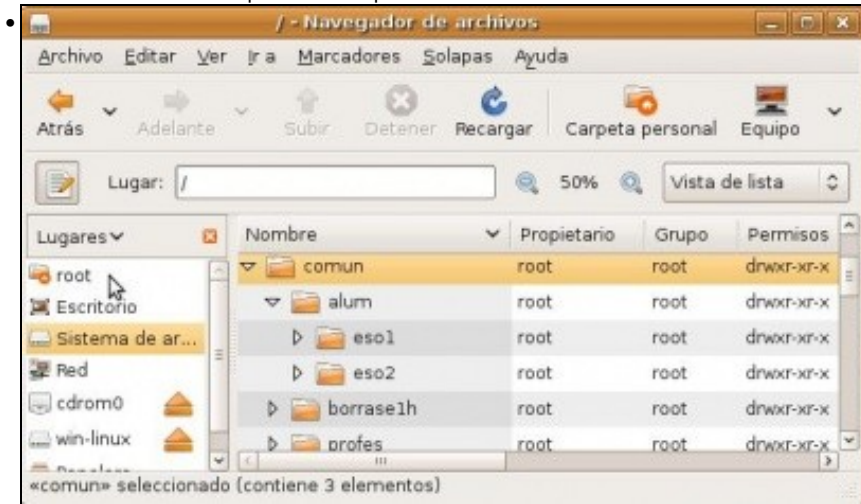 / - Navegador de archivos
Archivo Editar Ver Ir a Marcadores Solapas Ayuda
Atrás Adelante Subir Detener Recargar Carpeta personal Equipo
Lugar: / 50% Vista de lista
Lugares Nombre Propietario Grupo Permisos
root comun root root drwxr-xr-x
Escritorio alum root root drwxr-xr-x
Sistema de ar... eso1 root root drwxr-xr-x
Red eso2 root root drwxr-xr-x
cdrom0 borrase1h root root drwxr-xr-x
win-linux profes root root drwxr-xr-x
«comun» seleccionado (contiene 3 elementos)